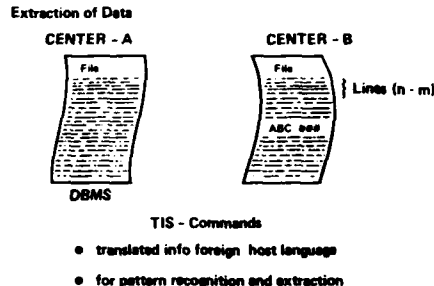 Extraction of Data
CENTER - A
CENTER - B
File
File
Lines (n - m)
ABC ###
DBMS
TIS - Commands
• translated info foreign host language
• for pattern recognition and extraction